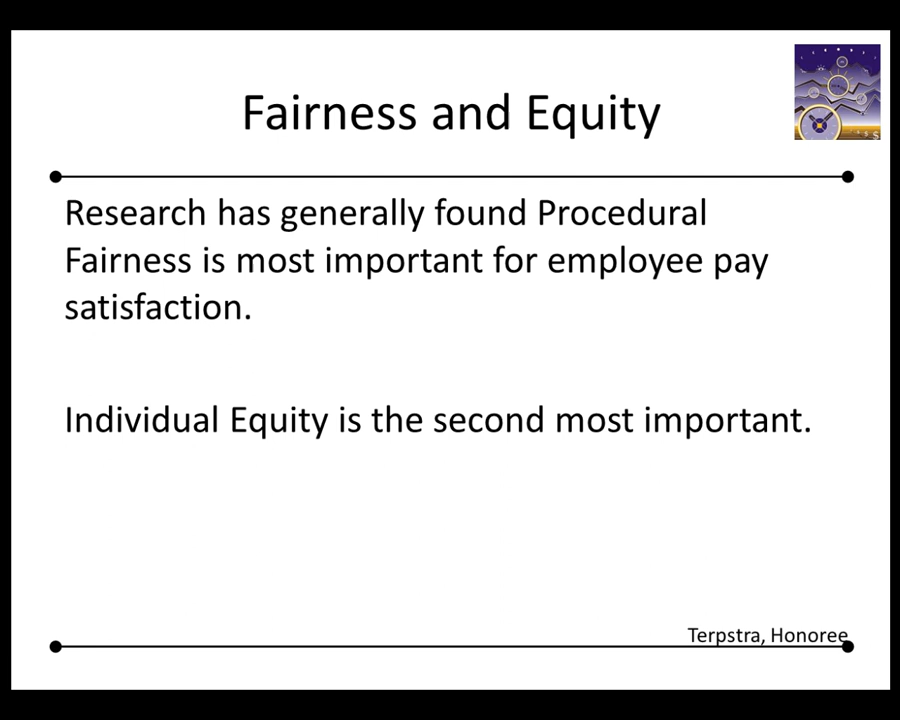 Fairness and Equity
Research has generally found Procedural
Fairness is most important for employee pay
satisfaction.
Individual Equity is the second most important.
Terpstra, Honoree